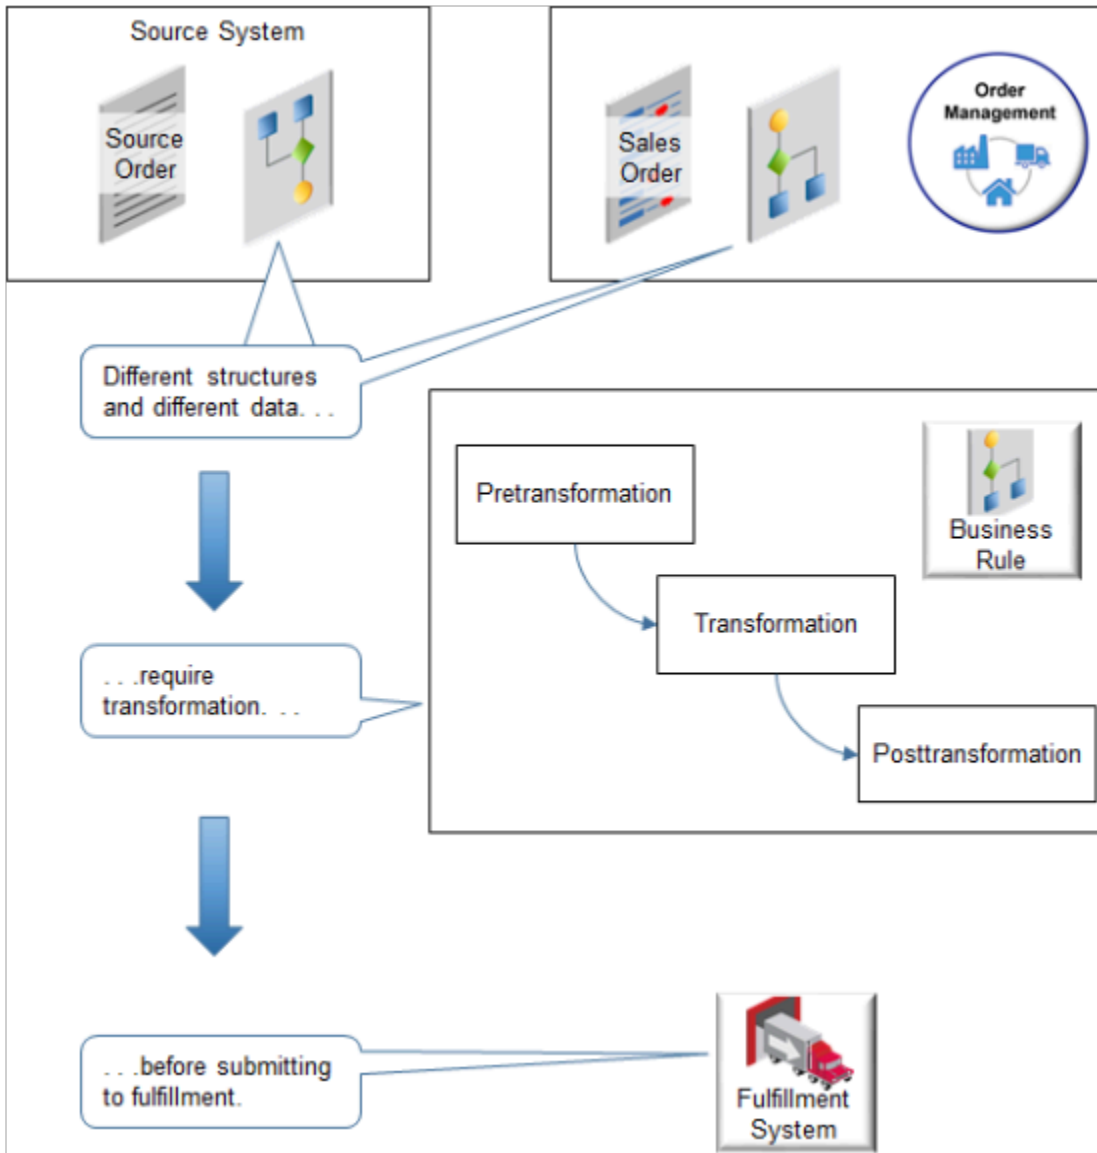 Source System
Source
Order
Sales
Order
Order
Management
Different structures
and different data. . .
Pretransformation
Business
Rule
Transformation
. . .require
transformation. . .
Posttransformation
. . .before submitting
to fulfillment.
Fulfillment
System